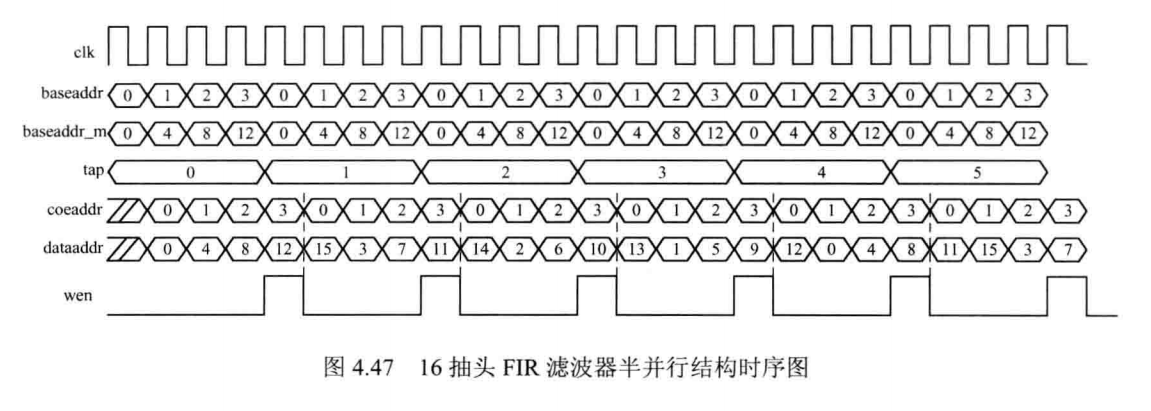 clk
baseaddr 0 1 2 3 0 1 2 3 0 1 2 3 0 1 2 3 0 1 2 3 0 1 2 3
baseaddr_m 0 4 8 12 0 4 8 12 0 4 8 12 0 4 8 12 0 4 8 12 0 4 8 12
tap 0 1 2 3 4 5
coeaddr 0 1 2 3 0 1 2 3 0 1 2 3 0 1 2 3 0 1 2 3 0 1 2 3
dataaddr 0 4 8 12 15 3 7 11 14 2 6 10 13 1 5 9 12 0 4 8 11 15 3 7
wen
图 4.47 16 抽头 FIR 滤波器半并行结构时序图